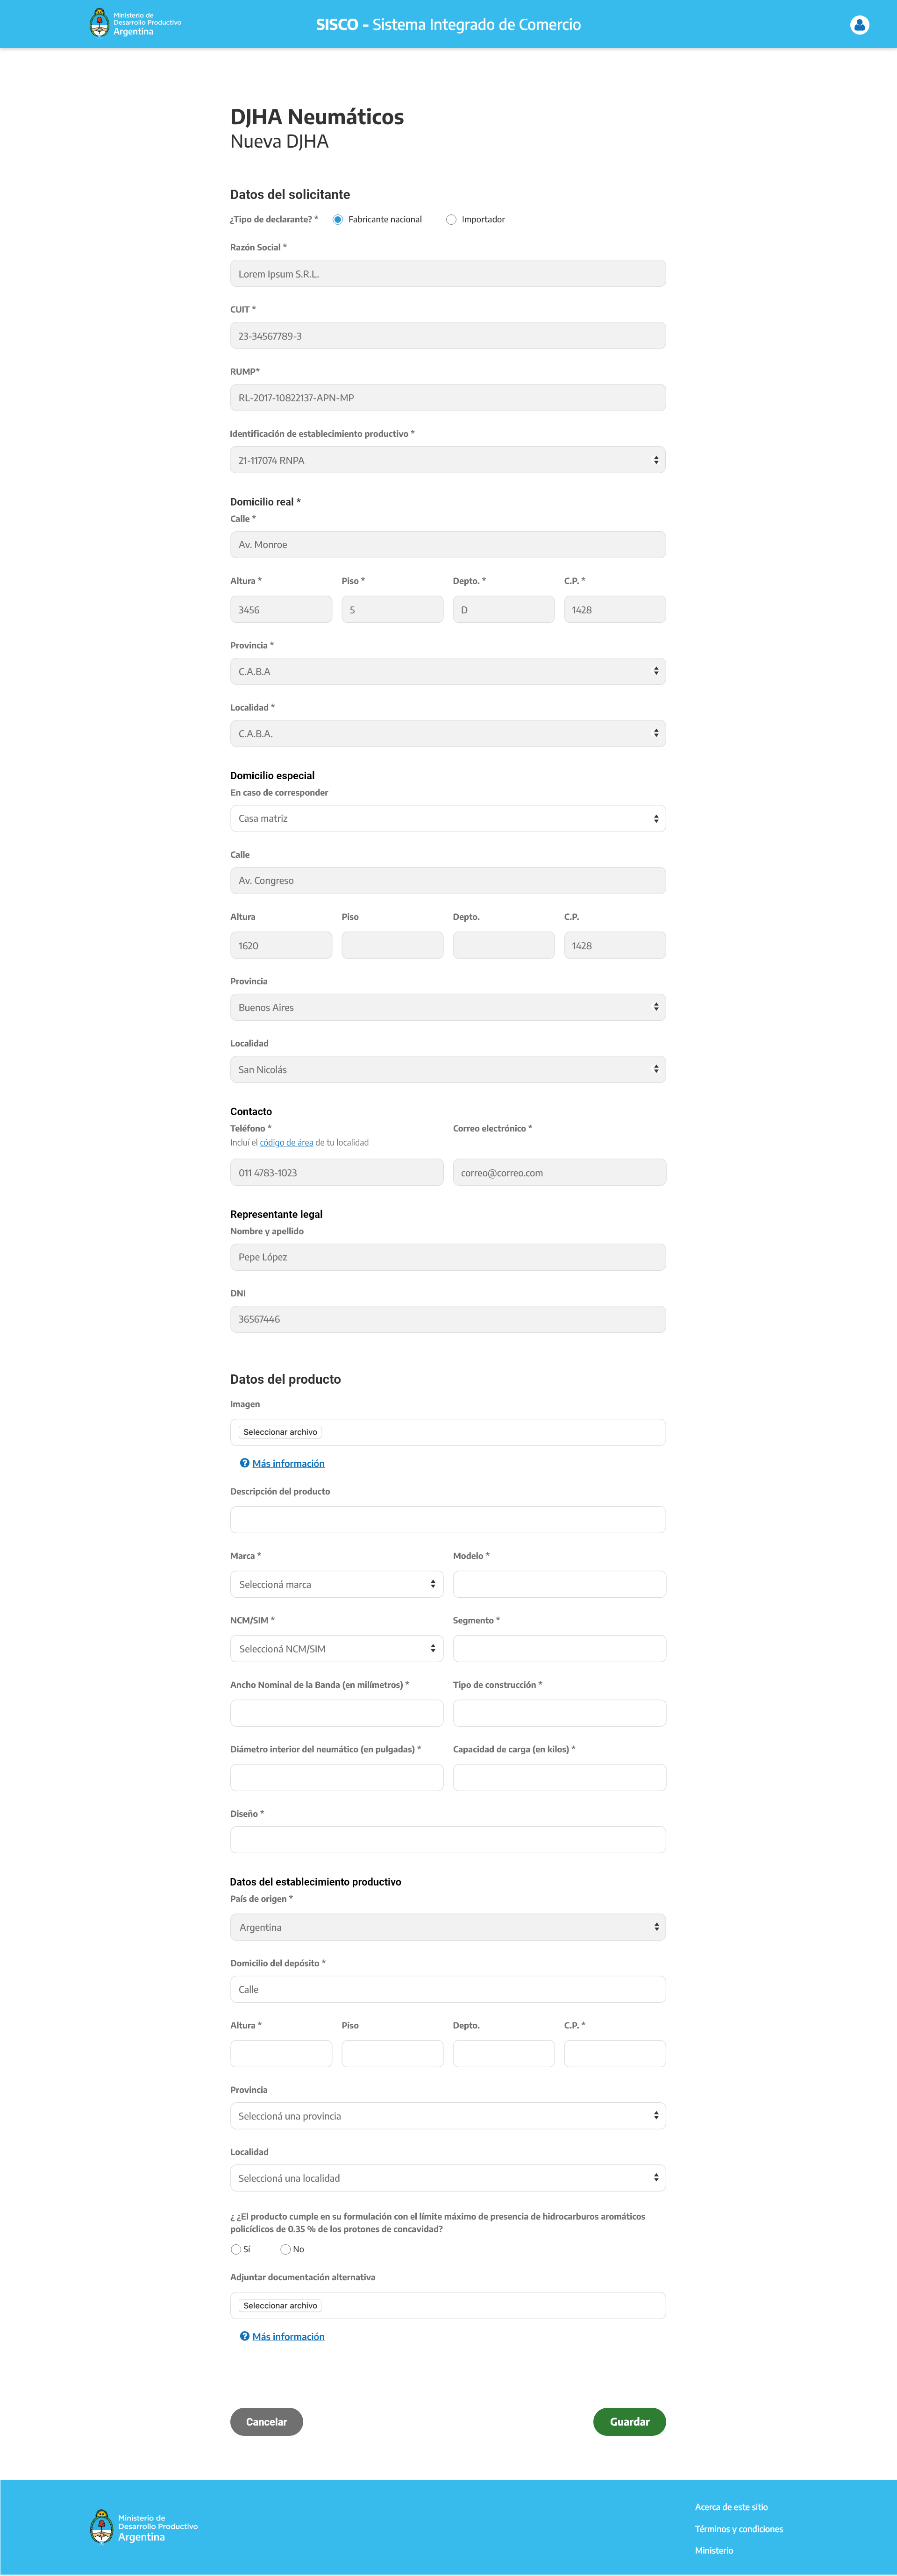 Ministerio de
Desarrollo Productivo
Argentina
SISCO - Sistema Integrado de Comercio
DJHA Neumáticos
Nueva DJHA
Datos del solicitante
¿Tipo de declarante? * Fabricante nacional Importador
Razón Social *
Lorem Ipsum S.R.L.
CUIT *
23-34567789-3
RUMP*
RL-2017-10822137-APN-MP
Identificación de establecimiento productivo *
21-117074 RNPA
Domicilio real *
Calle *
Av. Monroe
Altura * Piso * Depto. * C.P. *
3456 5 D 1428
Provincia *
C.A.B.A
Localidad *
C.A.B.A.
Domicilio especial
En caso de corresponder
Casa matriz
Calle
Av. Congreso
Altura Piso Depto. C.P.
1620 1428
Provincia
Buenos Aires
Localidad
San Nicolás
Contacto
Teléfono * Correo electrónico *
Incluí el código de área de tu localidad
011 4783-1023 correo@correo.com
Representante legal
Nombre y apellido
Pepe López
DNI
36567446
Datos del producto
Imagen
Seleccionar archivo
Más información
Descripción del producto
Marca * Modelo *
Seleccioná marca
NCM/SIM * Segmento *
Seleccioná NCM/SIM
Ancho Nominal de la Banda (en milímetros) * Tipo de construcción *
Diámetro interior del neumático (en pulgadas) * Capacidad de carga (en kilos) *
Diseño *
Datos del establecimiento productivo
País de origen *
Argentina
Domicilio del depósito *
Calle
Altura * Piso Depto. C.P. *
Provincia
Seleccioná una provincia
Localidad
Seleccioná una localidad
¿ ¿El producto cumple en su formulación con el límite máximo de presencia de hidrocarburos aromáticos
policíclicos de 0.35 % de los protones de concavidad?
Sí No
Adjuntar documentación alternativa
Seleccionar archivo
Más información
Cancelar Guardar
Ministerio de
Desarrollo Productivo
Argentina
Acerca de este sitio
Términos y condiciones
Ministerio